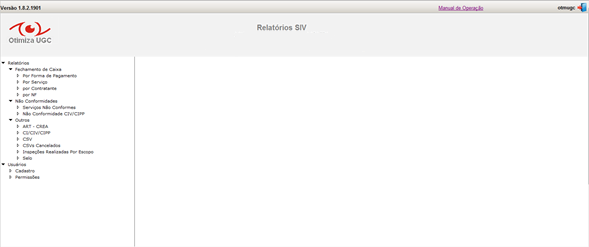 Versão 1.8.2.1901
Manual de Operação
otmugc
Relatórios SIV
Otimiza UGC
Relatórios
Fechamento de Caixa
Por Forma de Pagamento
Por Serviço
por Contratante
por NF
Não Conformidades
Serviços Não Conformes
Não Conformidade CIV/CIPP
Outros
ART - CREA
CI/CIV/CIPP
CSV
CSVs Cancelados
Inspeções Realizadas Por Escopo
Selo
Usuários
Cadastro
Permissões